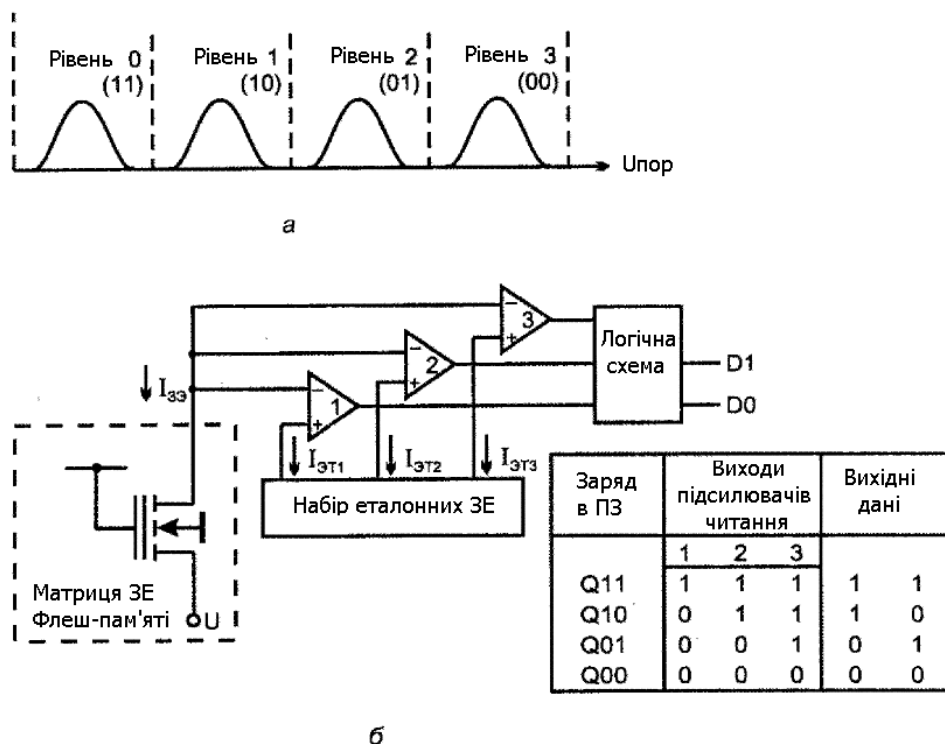 Рівень 0 Рівень 1 Рівень 2 Рівень 3
(11) (10) (01) (00)
Uпор
а
3
2
1
Логічна
схема
D1
D0
Iзэ
Iэт1 Iэт2 Iэт3
Набір еталонних ЗЕ
Матриця ЗЕ
Флеш-пам'яті
U
Заряд
в ПЗ
Виходи
підсилювачів
читання
Вихідні
дані
1 2 3
Q11 1 1 1 1 1
Q10 0 1 1 1 0
Q01 0 0 1 0 1
Q00 0 0 0 0 0
б